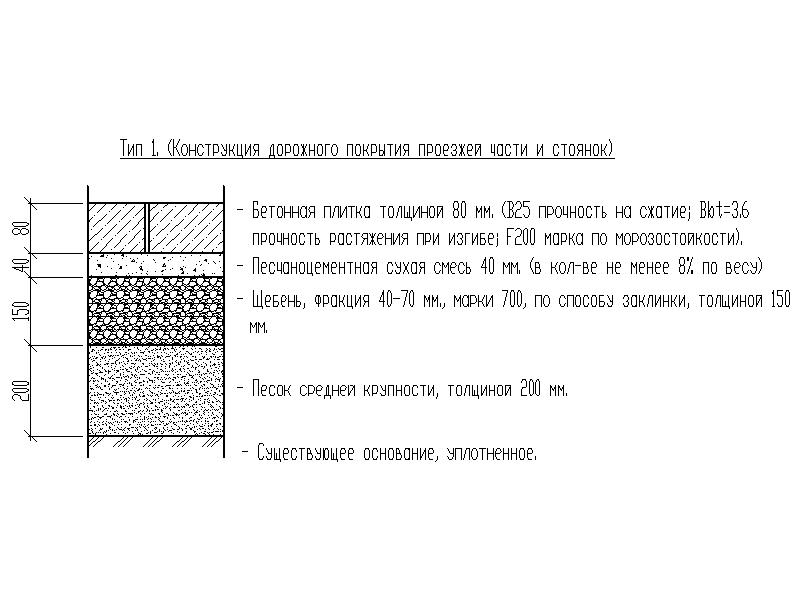 Тип 1. (Конструкция дорожного покрытия проезжей части и стоянок)
80
- Бетонная плитка толщиной 80 мм. (В25 прочность на сжатие; Bbt=3.6
прочность растяжения при изгибе; F200 марка по морозостойкости).
40
- Песчаноцементная сухая смесь 40 мм. (в кол-ве не менее 8% по весу)
150
- Щебень, фракция 40-70 мм., марки 700, по способу заклинки, толщиной 150
мм.
200
- Песок средней крупности, толщиной 200 мм.
- Существующее основание, уплотненное.